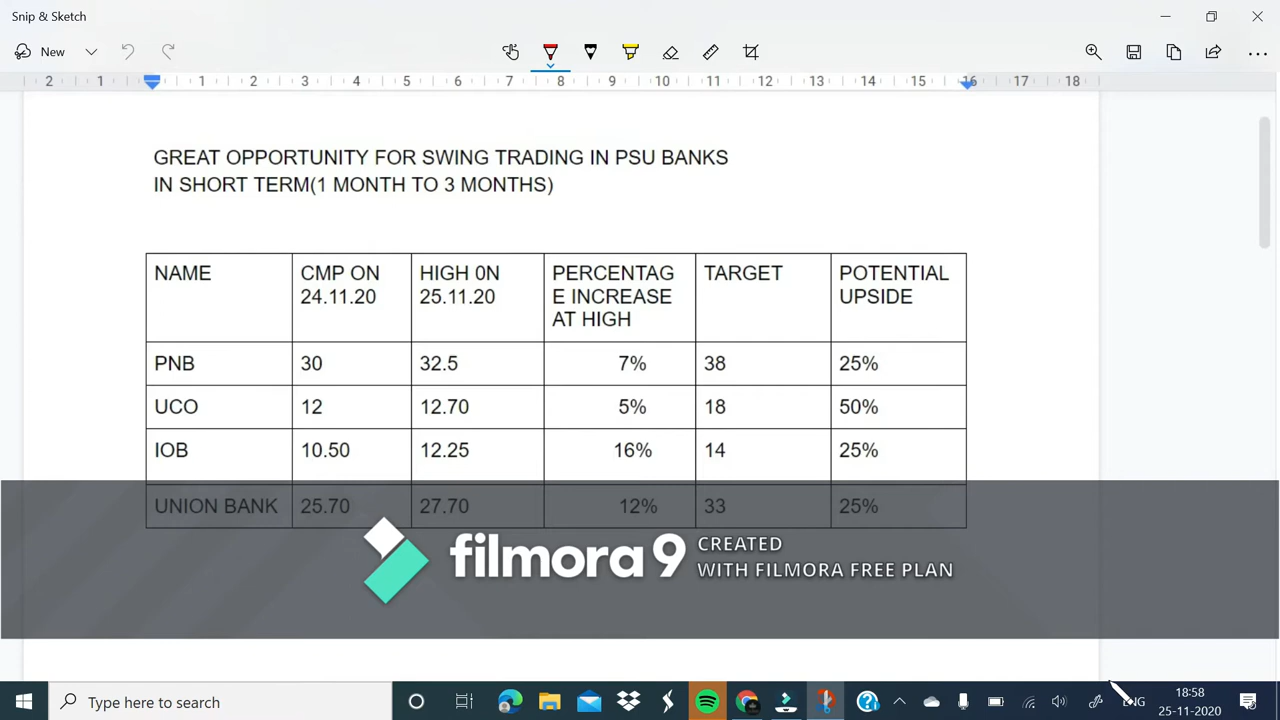 Snip & Sketch
New
2 1 1 2 3 4 5 6 7 8 9 10 11 12 13 14 15 16 17 18
GREAT OPPORTUNITY FOR SWING TRADING IN PSU BANKS
IN SHORT TERM(1 MONTH TO 3 MONTHS)
NAME CMP ON HIGH 0N PERCENTAG TARGET POTENTIAL
24.11.20 25.11.20 E INCREASE UPSIDE
AT HIGH
PNB 30 32.5 7% 38 25%
UCO 12 12.70 5% 18 50%
IOB 10.50 12.25 16% 14 25%
UNION BANK 25.70 27.70 12% 33 25%
filmora9 CREATED
WITH FILMORA FREE PLAN
Type here to search
ENG
18:58
25-11-2020